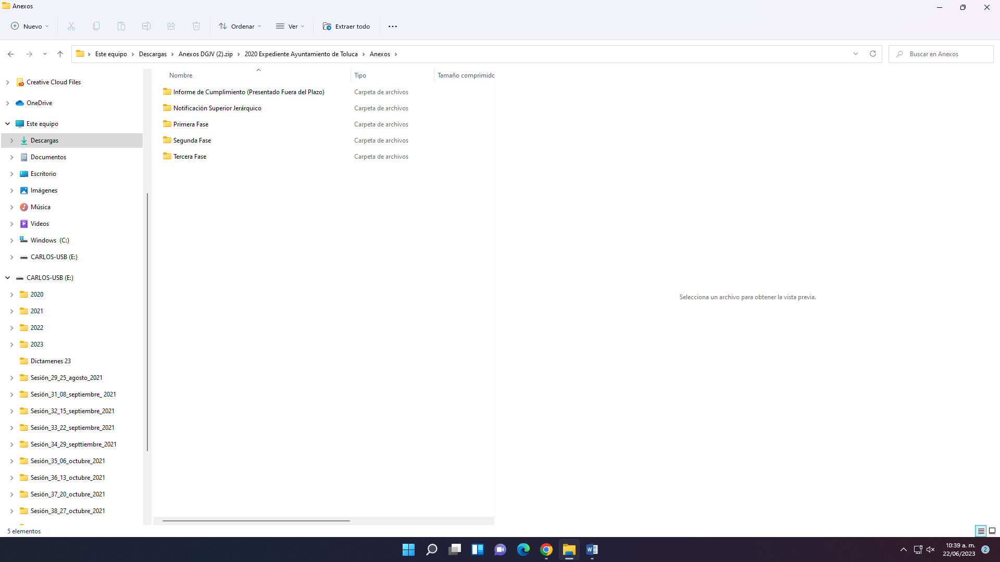 Anexos
Nuevo
Ordenar
Ver
Extraer todo
Este equipo > Descargas > Anexos DGJV (2).zip > 2020 Expediente Ayuntamiento de Toluca > Anexos >
Buscar en Anexos
Creative Cloud Files
OneDrive
Este equipo
Descargas
Documentos
Escritorio
Imágenes
Música
Videos
Windows (C:)
CARLOS-USB (E:)
CARLOS-USB (E:)
2020
2021
2022
2023
Dictamenes 23
Sesión_29_25_agosto_2021
Sesión_31_08_septiembre_ 2021
Sesión_32_15_septiembre_2021
Sesión_33_22_septiembre_2021
Sesión_34_29_septtiembre_2021
Sesión_35_06_octubre_2021
Sesión_36_13_octubre_2021
Sesión_37_20_octubre_2021
Sesión_38_27_octubre_2021
Nombre Tipo Tamaño comprimido
Informe de Cumplimiento (Presentado Fuera del Plazo) Carpeta de archivos
Notificación Superior Jerárquico Carpeta de archivos
Primera Fase Carpeta de archivos
Segunda Fase Carpeta de archivos
Tercera Fase Carpeta de archivos
Selecciona un archivo para obtener la vista previa.
5 elementos
10:39 a. m.
22/06/2023
2